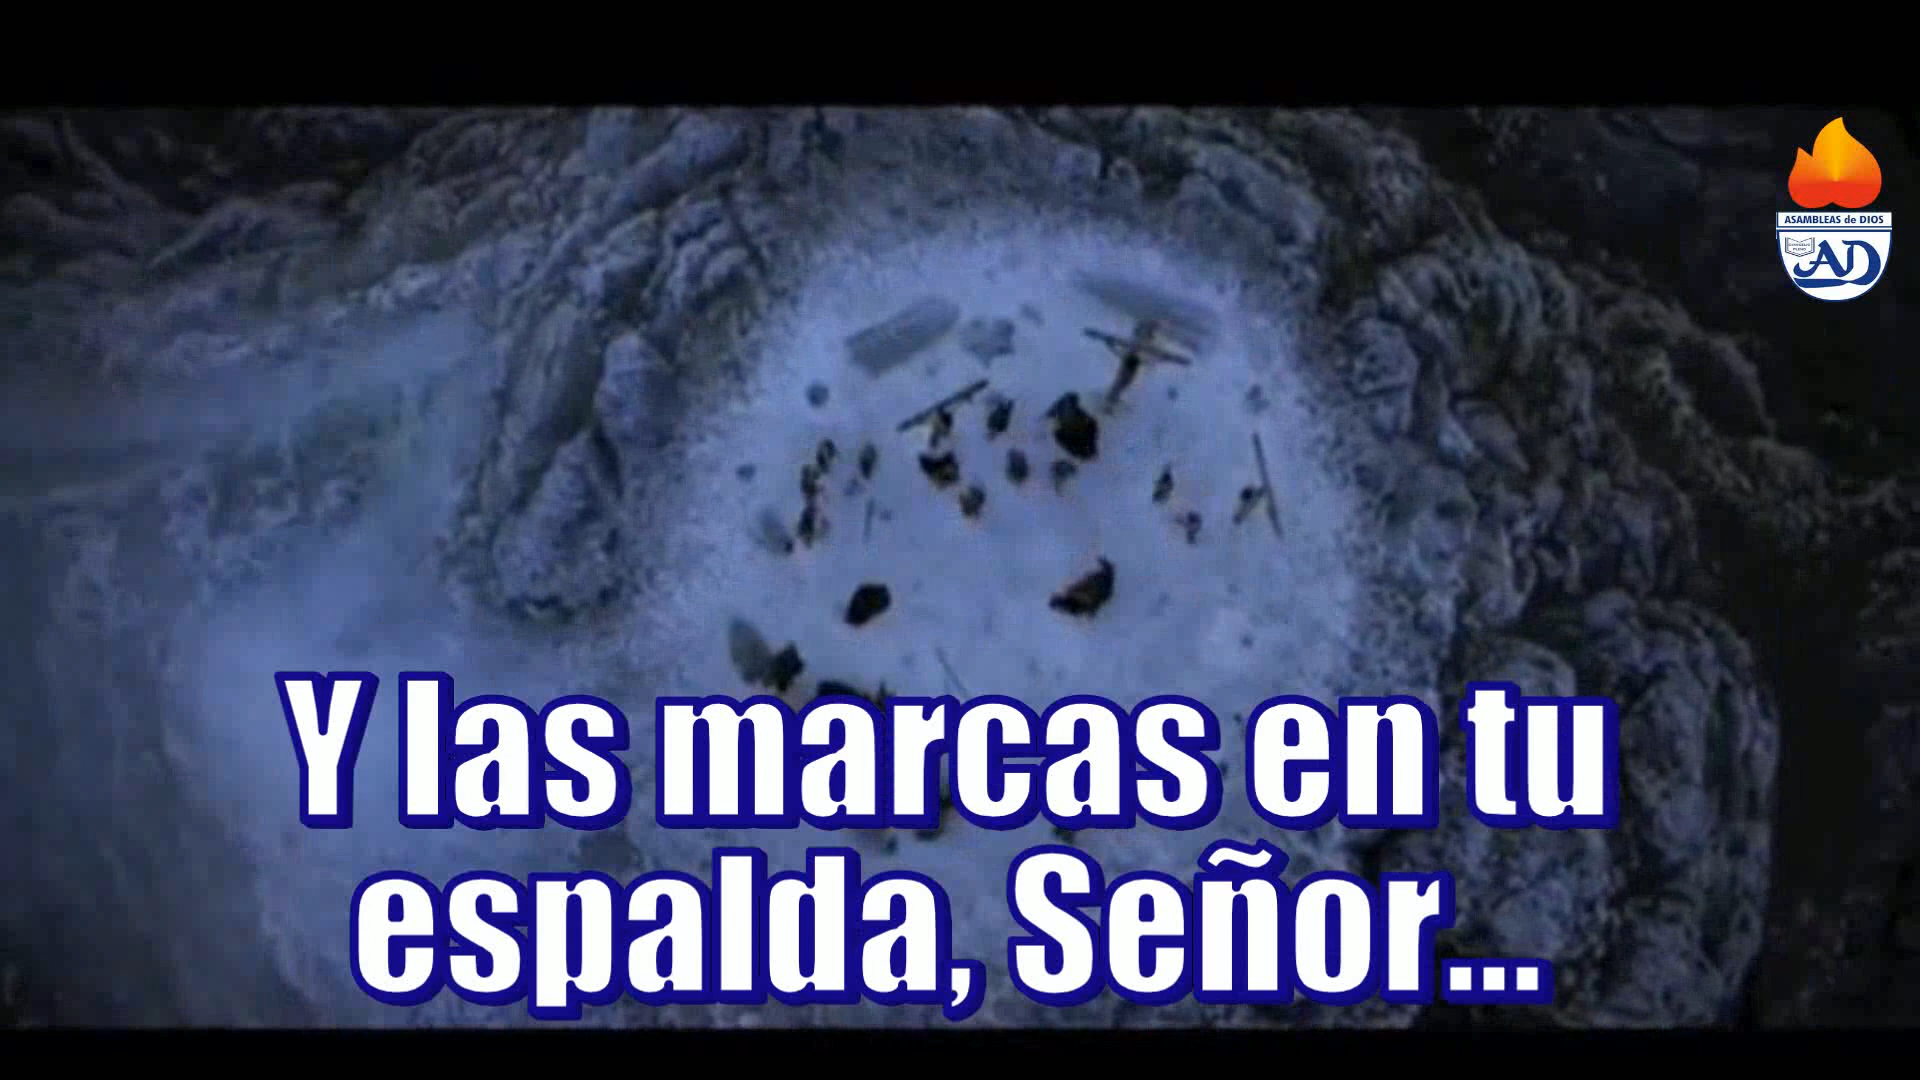 ASAMBLEAS de DIOS
AD
Y las marcas en tu
espalda, Señor...